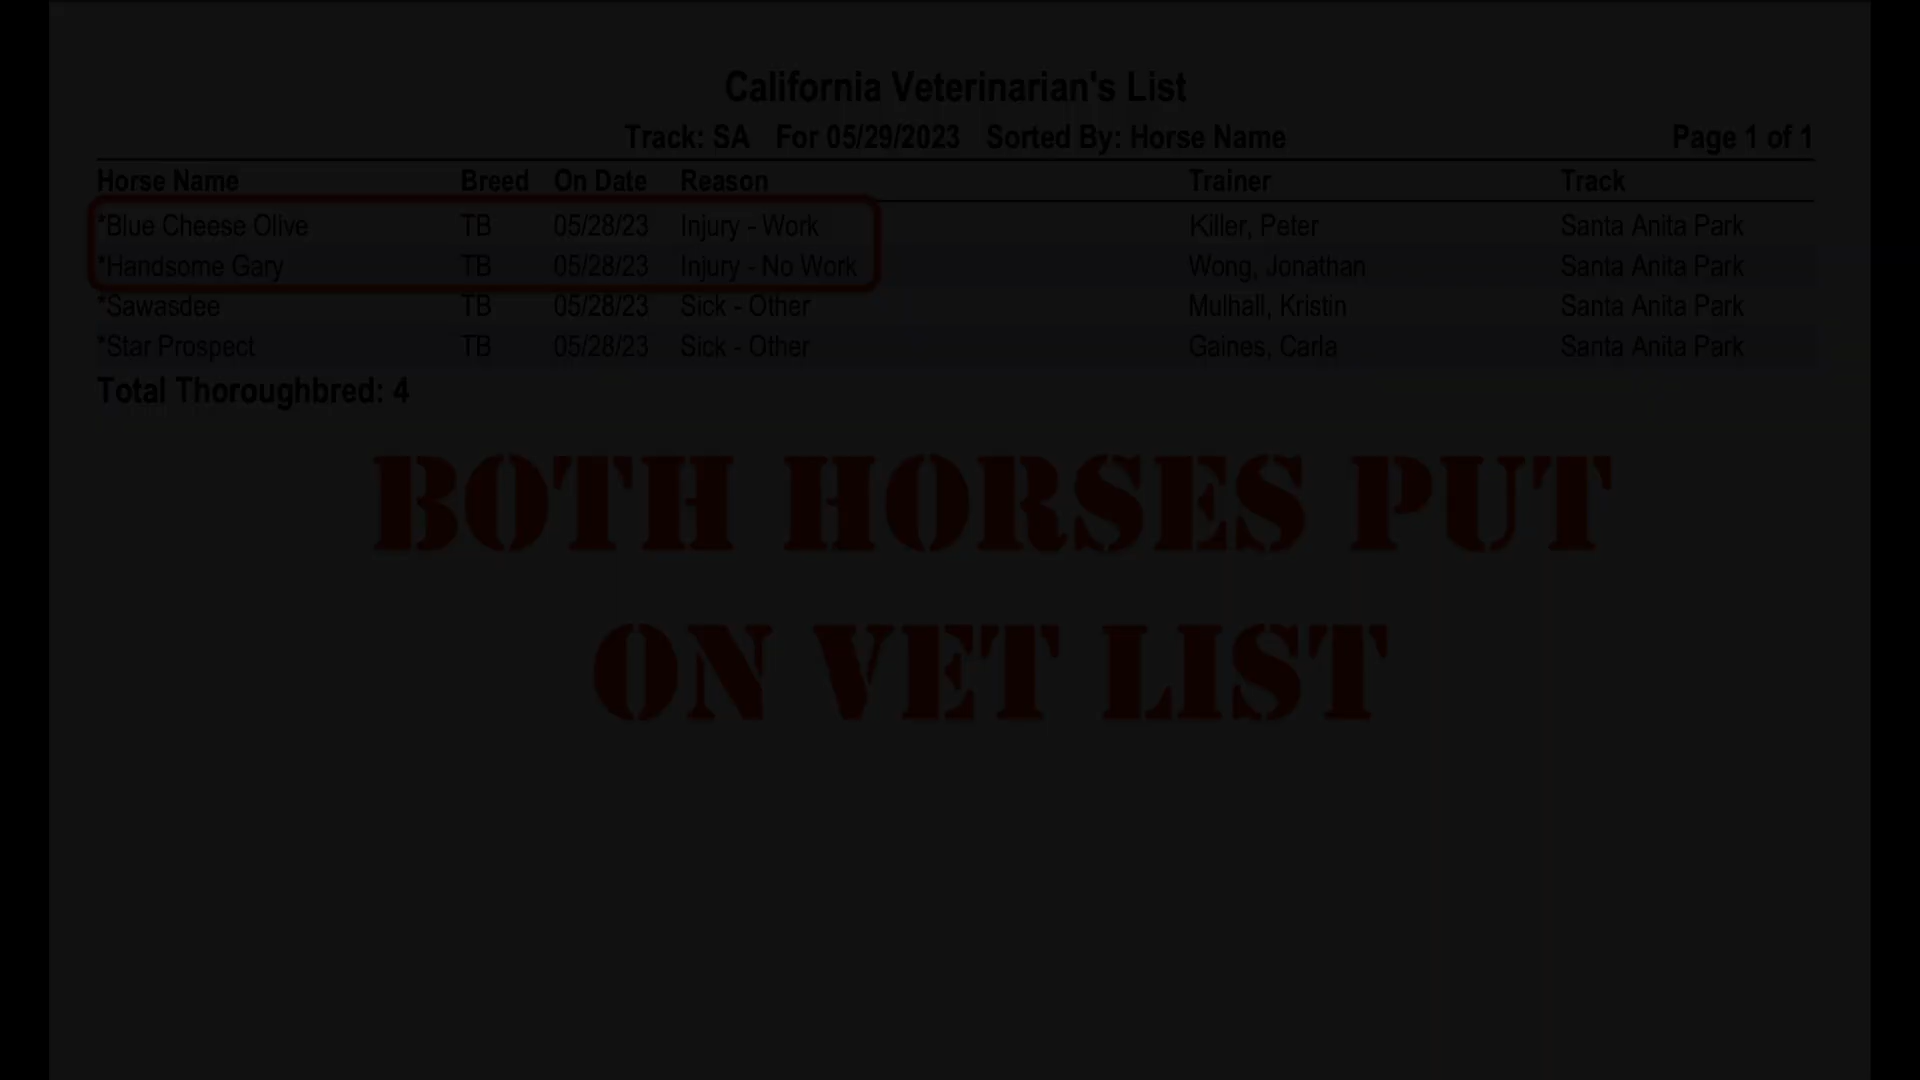 California Veterinarian's List
Track: SA For 05/29/2023 Sorted By: Horse Name Page 1 of 1
Horse Name Breed On Date Reason Trainer Track
*Blue Cheese Olive TB 05/28/23 Injury - Work Killer, Peter Santa Anita Park
*Handsome Gary TB 05/28/23 Injury - No Work Wong, Jonathan Santa Anita Park
*Sawasdee TB 05/28/23 Sick - Other Mulhall, Kristin Santa Anita Park
*Star Prospect TB 05/28/23 Sick - Other Gaines, Carla Santa Anita Park
Total Thoroughbred: 4
BOTH HORSES PUT
ON VET LIST